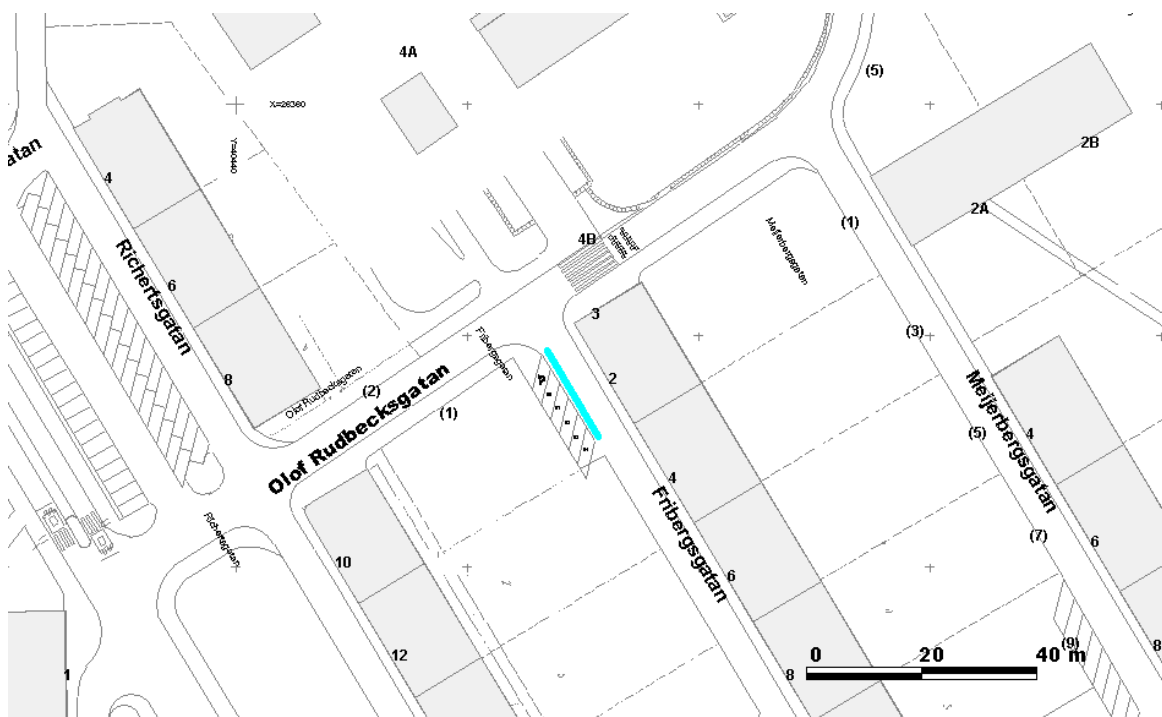 4A
(5)
X=26360
Y=40440
atan
4
2B
2A
Richertsgatan
6
4B
Meijerbergsgatan
(1)
3
(3)
Fribergsgatan
8
Olof Rudbecksgatan
(2)
Olof Rudbecksgatan
(1)
A
2
Meijerbergsgatan
(5)
4
4
Fribergsgatan
Richertsgatan
10
6
(7)
6
12
(9)
8
1
8
0 20 40 m